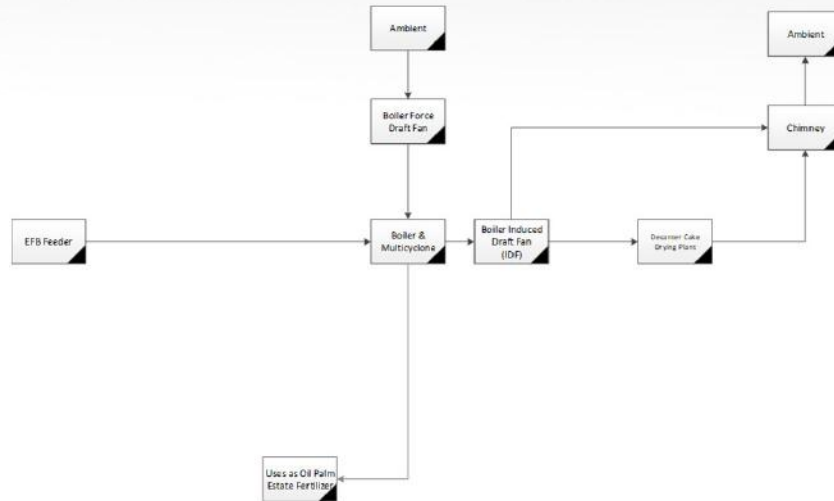 Ambient
Ambient
Boiler Force
Draft Fan
Chimney
EFB Feeder
Boiler &
Multicyclone
Boiler Induced
Draft Fan
(IDF)
Decanter Cake
Drying Plant
Uses as Oil Palm
Estate Fertilizer